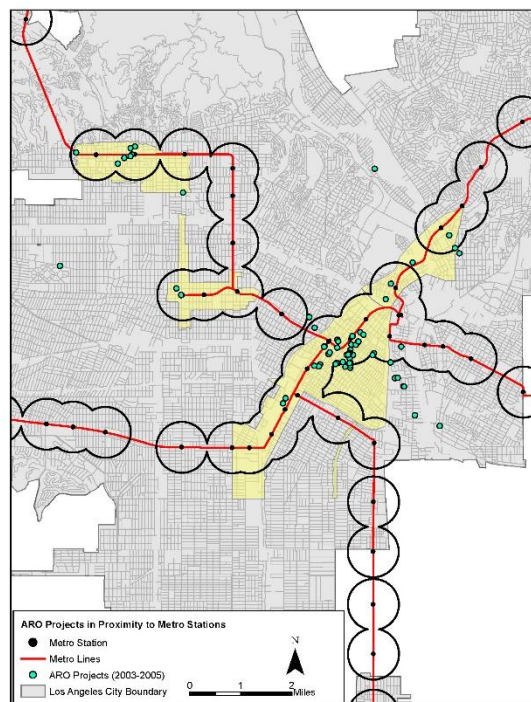 ARO Projects in Proximity to Metro Stations
Metro Station
Metro Lines
ARO Projects (2003-2005)
Los Angeles City Boundary
N
0 1 2 Miles